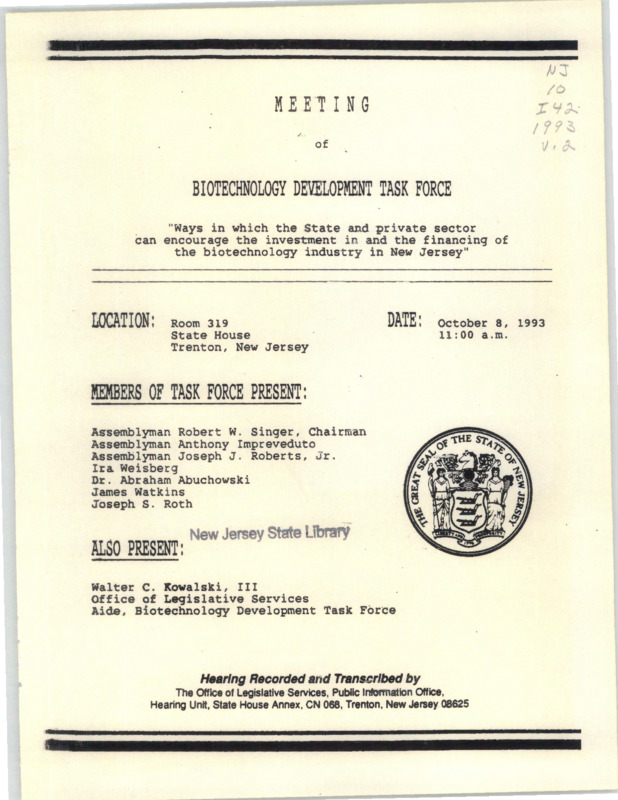 NJ
10
I42
1993
v.2
MEETING
of
BIOTECHNOLOGY DEVELOPMENT TASK FORCE
"Ways in which the State and private sector
can encourage the investment in and the financing of
the biotechnology industry in New Jersey"
LOCATION: Room 319
State House
Trenton, New Jersey
DATE: October 8, 1993
11:00 a.m.
MEMBERS OF TASK FORCE PRESENT:
Assemblyman Robert W. Singer, Chairman
Assemblyman Anthony Impreveduto
Assemblyman Joseph J. Roberts, Jr.
Ira Weisberg
Dr. Abraham Abuchowski
James Watkins
Joseph S. Roth
THE GREAT SEAL OF THE STATE OF NEW JERSEY
New Jersey State Library
ALSO PRESENT:
Walter C. Kowalski, III
Office of Legislative Services
Aide, Biotechnology Development Task Force
Hearing Recorded and Transcribed by
The Office of Legislative Services, Public Information Office,
Hearing Unit, State House Annex, CN 068, Trenton, New Jersey 08625